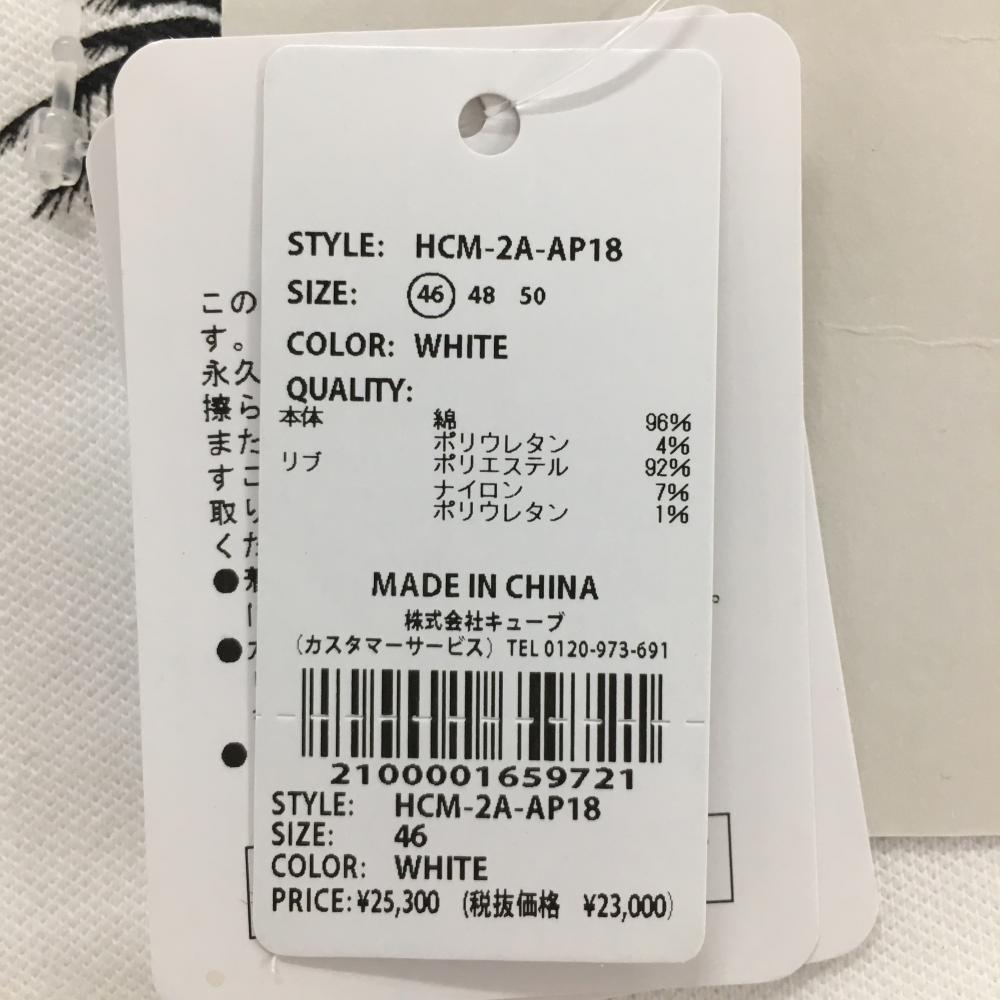 STYLE: HCM-2A-AP18
SIZE: 46 48 50
COLOR: WHITE
QUALITY:
本体 綿 96%
ポリウレタン 4%
リブ ポリエステル 92%
ナイロン 7%
ポリウレタン 1%
MADE IN CHINA
株式会社キューブ
(カスタマーサービス) TEL 0120-973-691
2100001659721
STYLE: HCM-2A-AP18
SIZE: 46
COLOR: WHITE
PRICE: ¥25,300 (税抜価格 ¥23,000)
この
す。
永久
擦ら
ますこ
取り
く